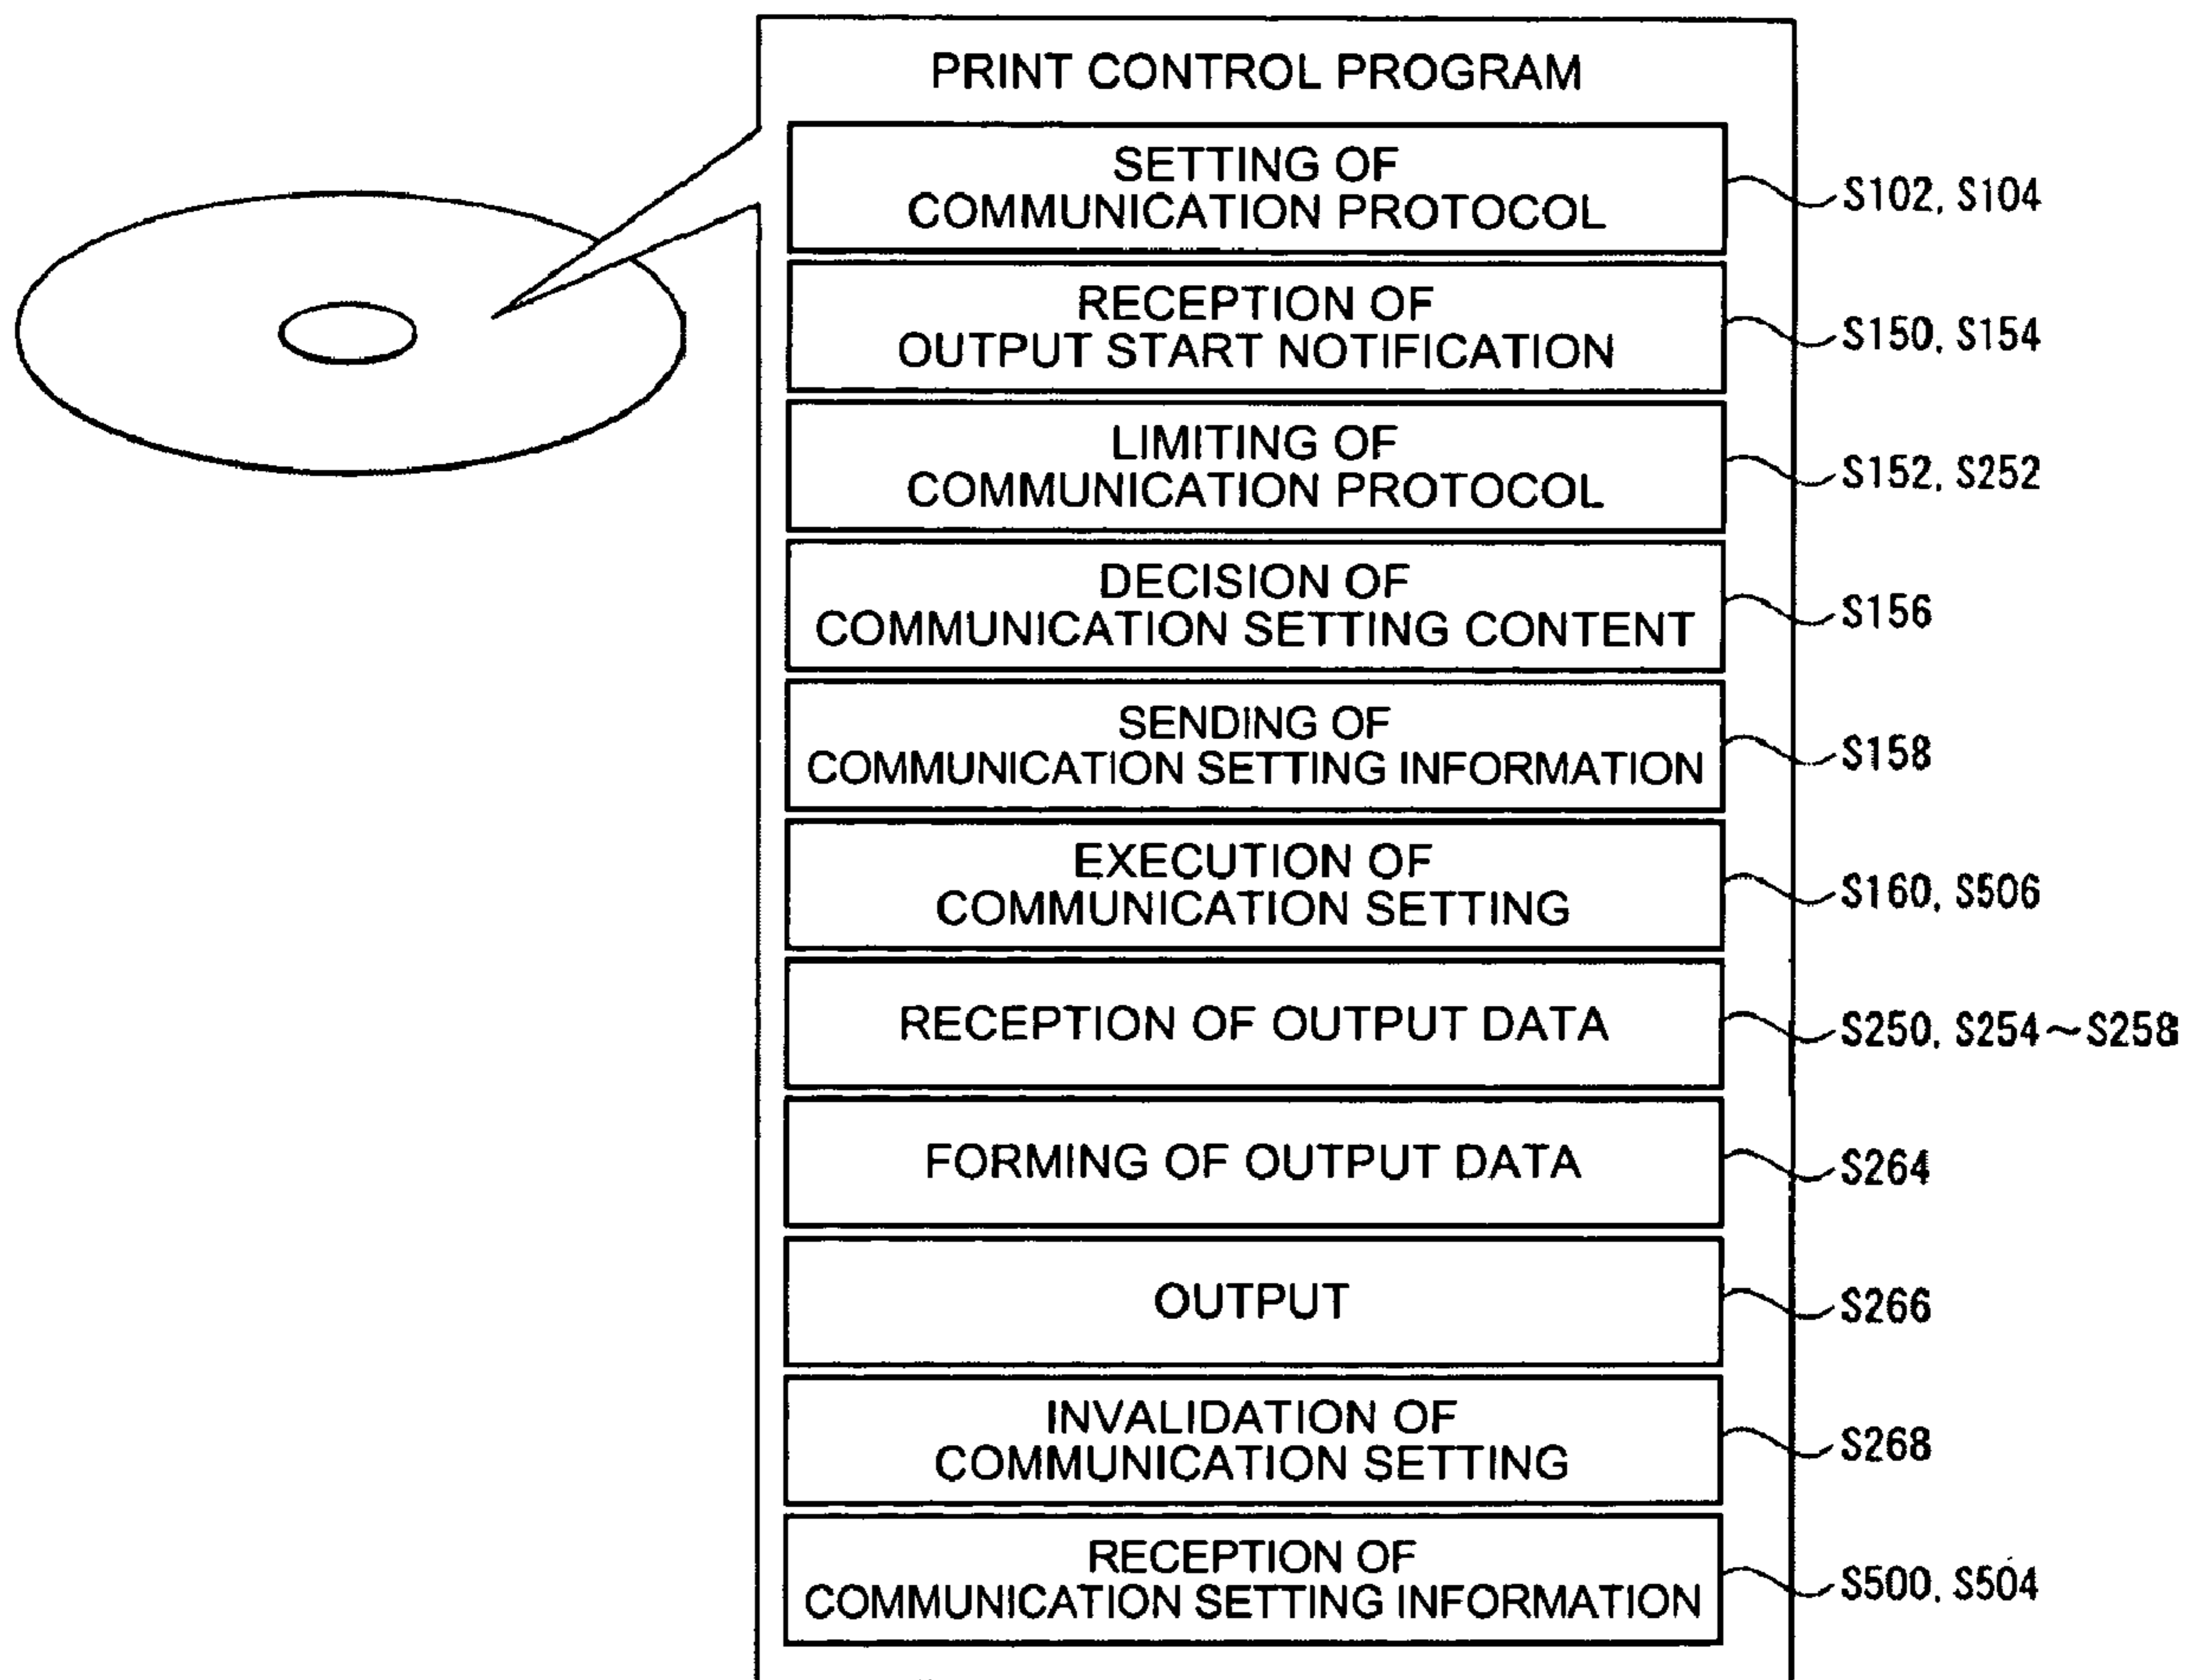 PRINT CONTROL PROGRAM
SETTING OF
COMMUNICATION PROTOCOL
S102, S104
RECEPTION OF
OUTPUT START NOTIFICATION
S150, S154
LIMITING OF
COMMUNICATION PROTOCOL
S152, S252
DECISION OF
COMMUNICATION SETTING CONTENT
S156
SENDING OF
COMMUNICATION SETTING INFORMATION
S158
EXECUTION OF
COMMUNICATION SETTING
S160, S506
RECEPTION OF OUTPUT DATA
S250, S254~S258
FORMING OF OUTPUT DATA
S264
OUTPUT
S266
INVALIDATION OF
COMMUNICATION SETTING
S268
RECEPTION OF
COMMUNICATION SETTING INFORMATION
S500, S504